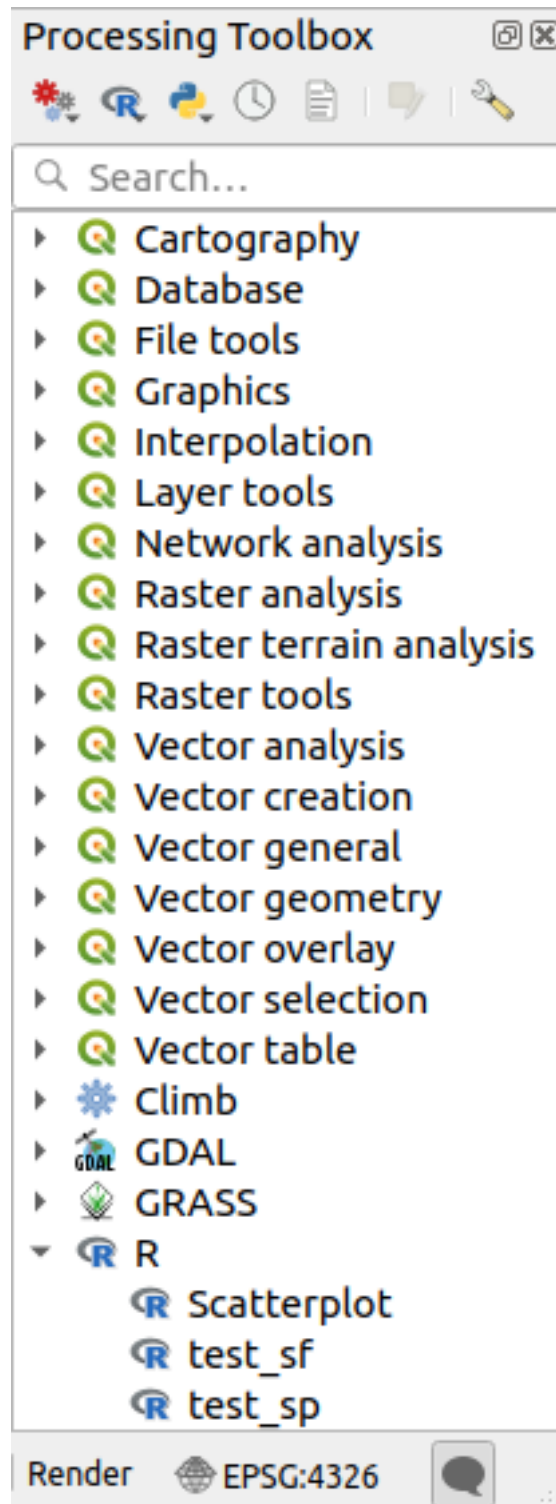 Processing Toolbox
Search...
Cartography
Database
File tools
Graphics
Interpolation
Layer tools
Network analysis
Raster analysis
Raster terrain analysis
Raster tools
Vector analysis
Vector creation
Vector general
Vector geometry
Vector overlay
Vector selection
Vector table
Climb
GDAL GDAL
GRASS
R R
R Scatterplot
R test_sf
R test_sp
Render EPSG:4326